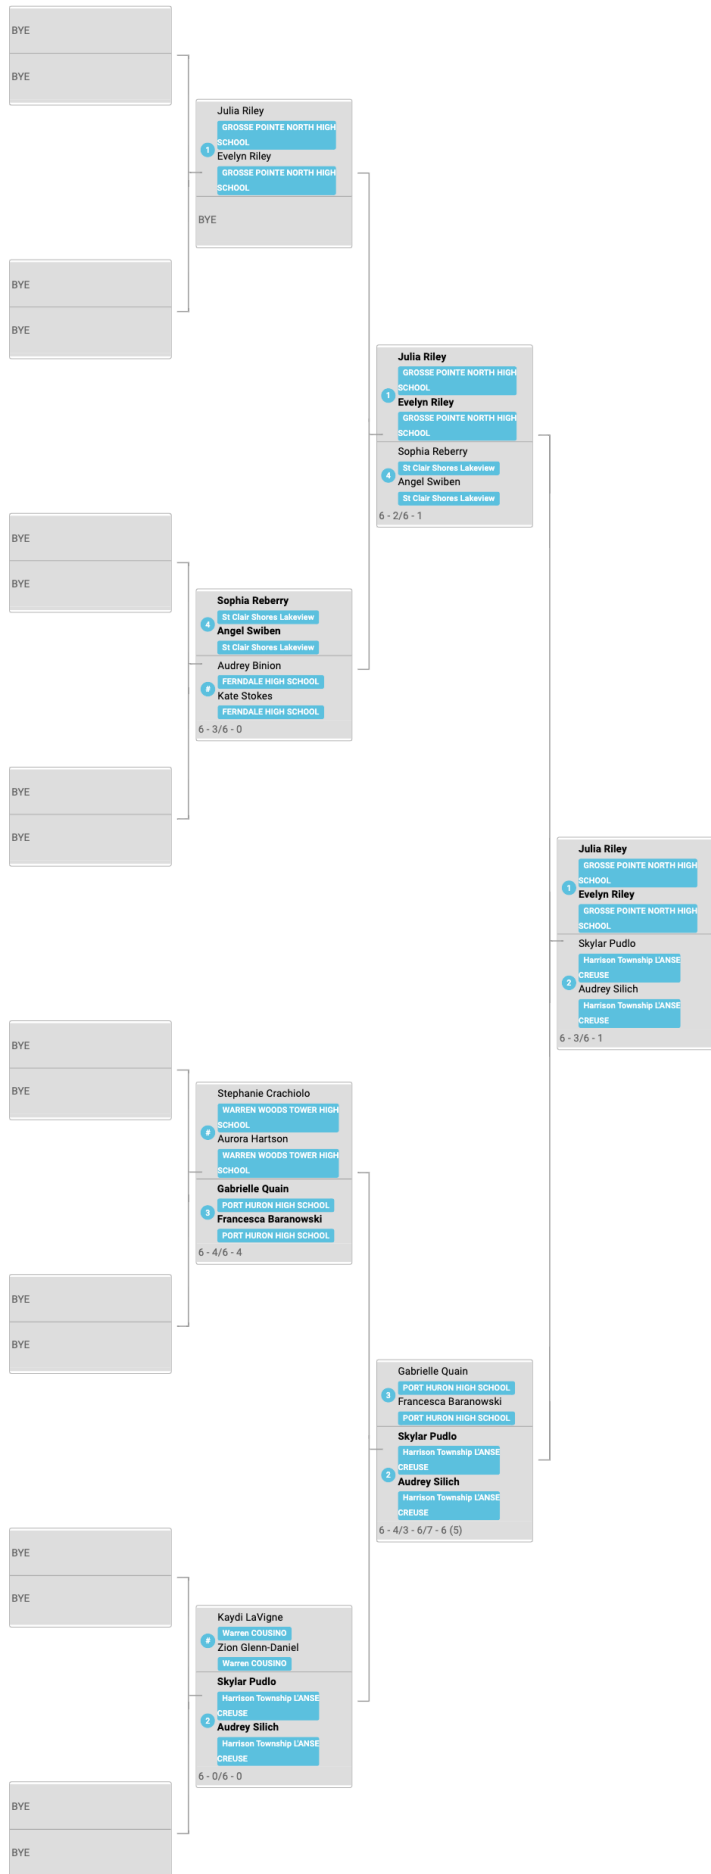 BYE
BYE
Julia Riley
GROSSE POINTE NORTH HIGH
SCHOOL
1
Evelyn Riley
GROSSE POINTE NORTH HIGH
SCHOOL
BYE
BYE
BYE
Julia Riley
GROSSE POINTE NORTH HIGH
SCHOOL
1
Evelyn Riley
GROSSE POINTE NORTH HIGH
SCHOOL
Sophia Reberry
St Clair Shores Lakeview
4
Angel Swiben
St Clair Shores Lakeview
6 - 2/6 - 1
BYE
BYE
Sophia Reberry
St Clair Shores Lakeview
4
Angel Swiben
St Clair Shores Lakeview
Audrey Binion
FERNDALE HIGH SCHOOL
#
Kate Stokes
FERNDALE HIGH SCHOOL
6 - 3/6 - 0
BYE
BYE
Julia Riley
GROSSE POINTE NORTH HIGH
SCHOOL
1
Evelyn Riley
GROSSE POINTE NORTH HIGH
SCHOOL
Skylar Pudlo
Harrison Township L'ANSE
CREUSE
2
Audrey Silich
Harrison Township L'ANSE
CREUSE
6 - 3/6 - 1
BYE
BYE
Stephanie Crachiolo
WARREN WOODS TOWER HIGH
SCHOOL
#
Aurora Hartson
WARREN WOODS TOWER HIGH
SCHOOL
Gabrielle Quain
PORT HURON HIGH SCHOOL
3
Francesca Baranowski
PORT HURON HIGH SCHOOL
6 - 4/6 - 4
BYE
BYE
Gabrielle Quain
PORT HURON HIGH SCHOOL
3
Francesca Baranowski
PORT HURON HIGH SCHOOL
Skylar Pudlo
Harrison Township L'ANSE
CREUSE
2
Audrey Silich
Harrison Township L'ANSE
CREUSE
6 - 4/3 - 6/7 - 6 (5)
BYE
BYE
Kaydi LaVigne
Warren COUSINO
#
Zion Glenn-Daniel
Warren COUSINO
Skylar Pudlo
Harrison Township L'ANSE
CREUSE
2
Audrey Silich
Harrison Township L'ANSE
CREUSE
6 - 0/6 - 0
BYE
BYE